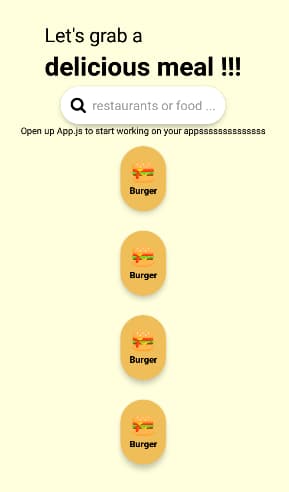 Let's grab a
delicious meal !!!
restaurants or food ...
Open up App.js to start working on your appssssssssssssss
Burger
Burger
Burger
Burger